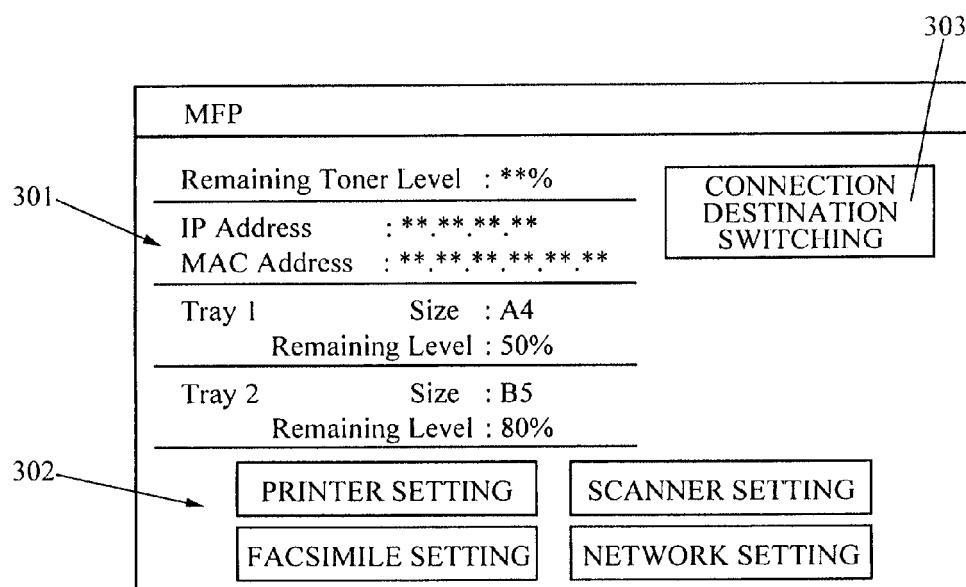 303
MFP
Remaining Toner Level : **%
301
IP Address : **.**.**.**
MAC Address : **.**.**.**.**.**
CONNECTION
DESTINATION
SWITCHING
Tray 1 Size : A4
Remaining Level : 50%
Tray 2 Size : B5
Remaining Level : 80%
302
PRINTER SETTING SCANNER SETTING
FACSIMILE SETTING NETWORK SETTING